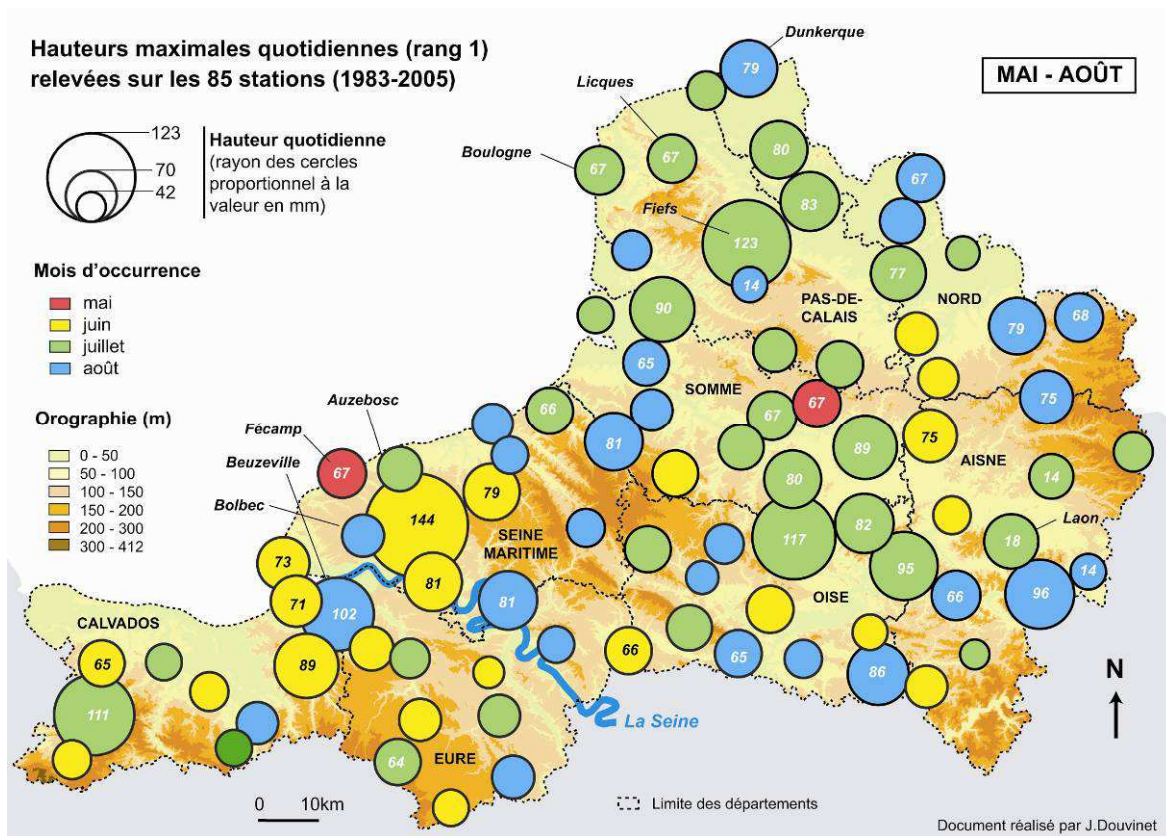 Hauteurs maximales quotidiennes (rang 1)
relevées sur les 85 stations (1983-2005)
MAI - AOÛT
123
70
42
Hauteur quotidienne
(rayon des cercles
proportionnel à la
valeur en mm)
Mois d'occurrence
mai
juin
juillet
août
Orographie (m)
0 - 50
50 - 100
100 - 150
150 - 200
200 - 300
300 - 412
Dunkerque
79
Licques
Boulogne
67
67
80
67
83
Fiefs
123
14
77
90
PAS-DE-
CALAIS
NORD
79
68
65
SOMME
75
Auzebosc
66
67
67
Fécamp
67
81
89
75
AISNE
Beuzeville
79
80
14
Bolbec
144
SEINE
MARITIME
117
82
18
Laon
73
81
95
14
71
102
81
OISE
66
96
CALVADOS
65
89
66
65
86
111
La Seine
64
EURE
N
0
10km
Limite des départements
Document réalisé par J.Douvinet